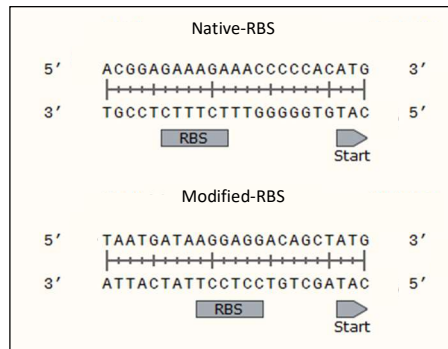 Native-RBS
5' ACGGAGAAAGAAACCCCCACATG 3'
3' TGCCTCTTTCTTTGGGGGTGTAC 5'
RBS
Start
Modified-RBS
5' TAATGATAAGGAGGACAGCTATG 3'
3' ATTACTATTCCTCCTGTCGATAC 5'
RBS
Start